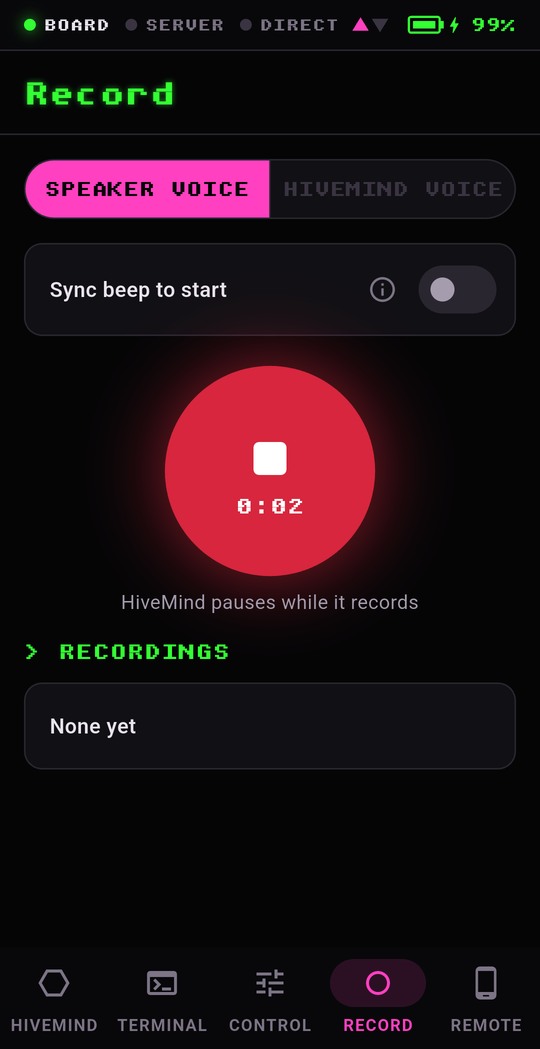 BOARD SERVER DIRECT 99%
Record
SPEAKER VOICE HIVEMIND VOICE
Sync beep to start
0:02
HiveMind pauses while it records
> RECORDINGS
None yet
HIVEMIND TERMINAL CONTROL RECORD REMOTE